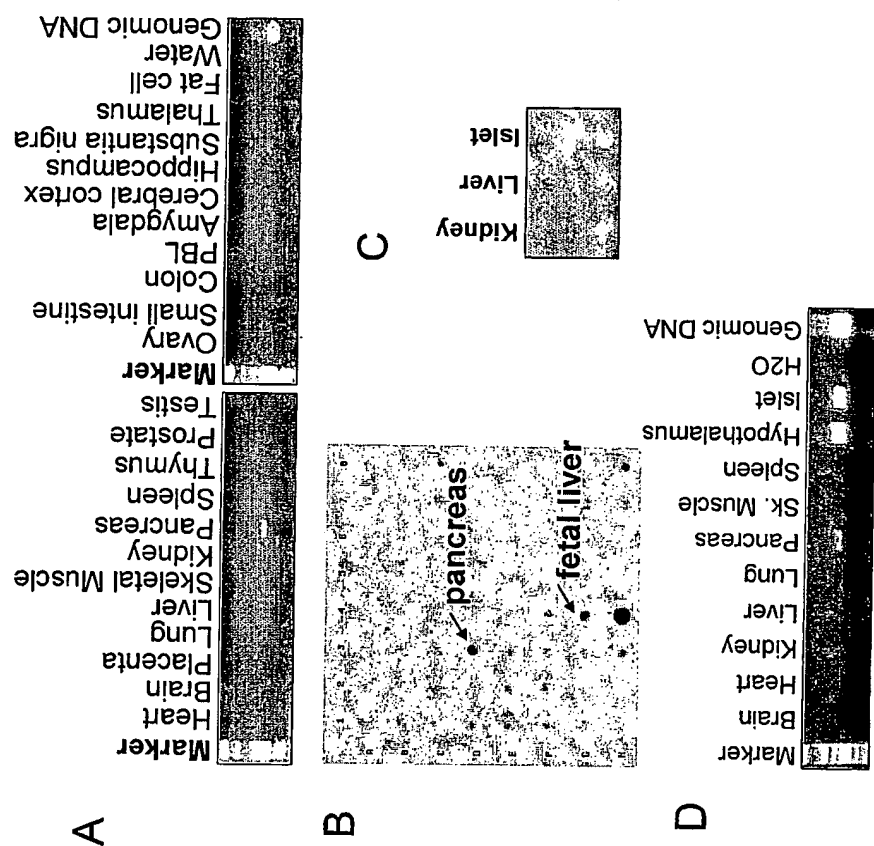 A
Marker
Heart
Brain
Placenta
Lung
Liver
Skeletal Muscle
Kidney
Pancreas
Spleen
Thymus
Prostate
Testis
Marker
Ovary
Small intestine
Colon
PBL
Amygdala
Cerebral cortex
Hippocampus
Substantia nigra
Thalamus
Fat cell
Water
Genomic DNA
B
pancreas
fetal liver
C
Kidney
Liver
Islet
D
Marker
Brain
Heart
Kidney
Liver
Lung
Pancreas
Sk. Muscle
Spleen
Hypothalamus
Islet
H2O
Genomic DNA